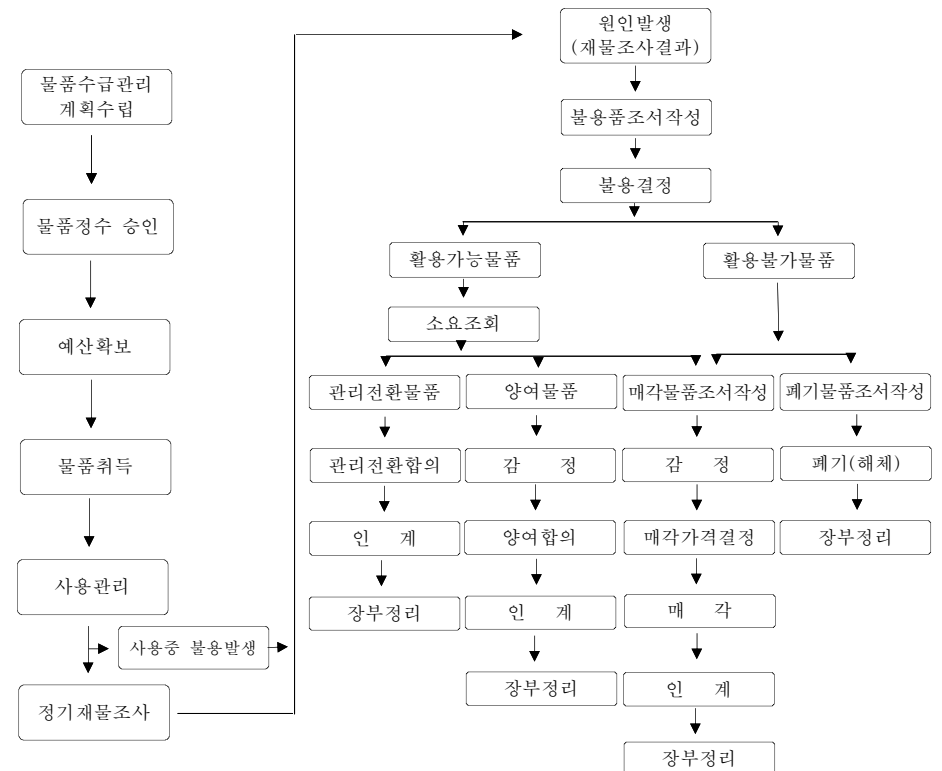 물품수급관리
계획수립
물품정수 승인
예산확보
물품취득
사용관리
사용중 불용발생
정기재물조사
원인발생
(재물조사결과)
불용품조서작성
불용결정
활용가능물품
활용불가물품
소요조회
관리전환물품
양여물품
매각물품조서작성
폐기물품조서작성
관리전환합의
감 정
감 정
폐기(해체)
인 계
양여합의
매각가격결정
장부정리
장부정리
인 계
매 각
장부정리
인 계
장부정리